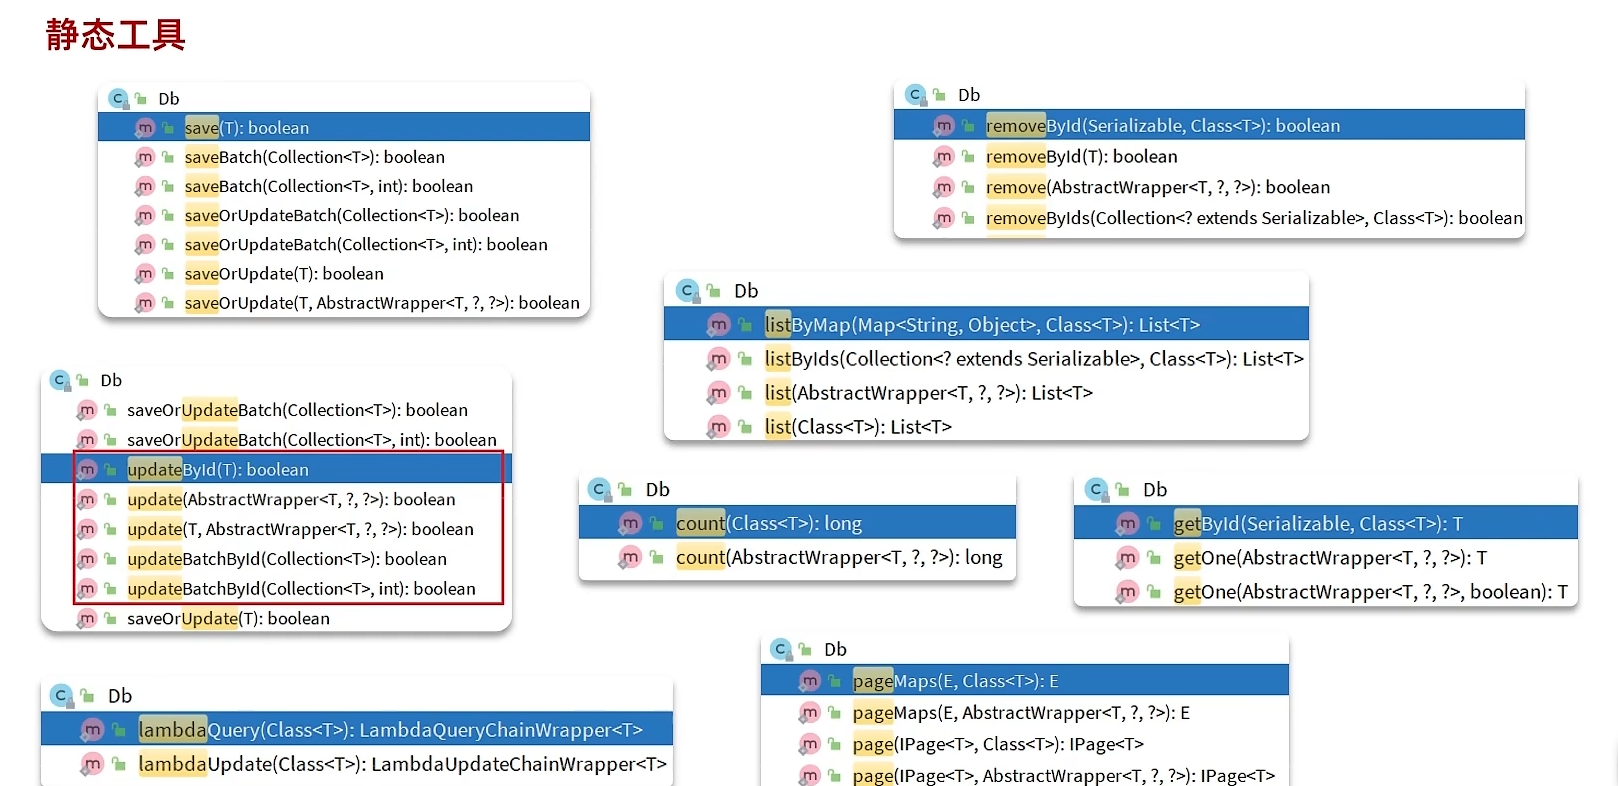 静态工具
Db
save(T): boolean
saveBatch(Collection<T>): boolean
saveBatch(Collection<T>, int): boolean
saveOrUpdateBatch(Collection<T>): boolean
saveOrUpdateBatch(Collection<T>, int): boolean
saveOrUpdate(T): boolean
saveOrUpdate(T, AbstractWrapper<T, ?, ?>): boolean
Db
removeById(Serializable, Class<T>): boolean
removeById(T): boolean
remove(AbstractWrapper<T, ?, ?>): boolean
removeByIds(Collection<? extends Serializable>, Class<T>): boolean
Db
listByMap(Map<String, Object>, Class<T>): List<T>
listByIds(Collection<? extends Serializable>, Class<T>): List<T>
list(AbstractWrapper<T, ?, ?>): List<T>
list(Class<T>): List<T>
Db
saveOrUpdateBatch(Collection<T>): boolean
saveOrUpdateBatch(Collection<T>, int): boolean
updateById(T): boolean
update(AbstractWrapper<T, ?, ?>): boolean
update(T, AbstractWrapper<T, ?, ?>): boolean
updateBatchById(Collection<T>): boolean
updateBatchById(Collection<T>, int): boolean
saveOrUpdate(T): boolean
Db
count(Class<T>): long
count(AbstractWrapper<T, ?, ?>): long
Db
getById(Serializable, Class<T>): T
getOne(AbstractWrapper<T, ?, ?>): T
getOne(AbstractWrapper<T, ?, ?>, boolean): T
Db
lambdaQuery(Class<T>): LambdaQueryChainWrapper<T>
lambdaUpdate(Class<T>): LambdaUpdateChainWrapper<T>
Db
pageMaps(E, Class<T>): E
pageMaps(E, AbstractWrapper<T, ?, ?>): E
page(IPage<T>, Class<T>): IPage<T>
page(IPage<T>, AbstractWrapper<T, ?, ?>): IPage<T>